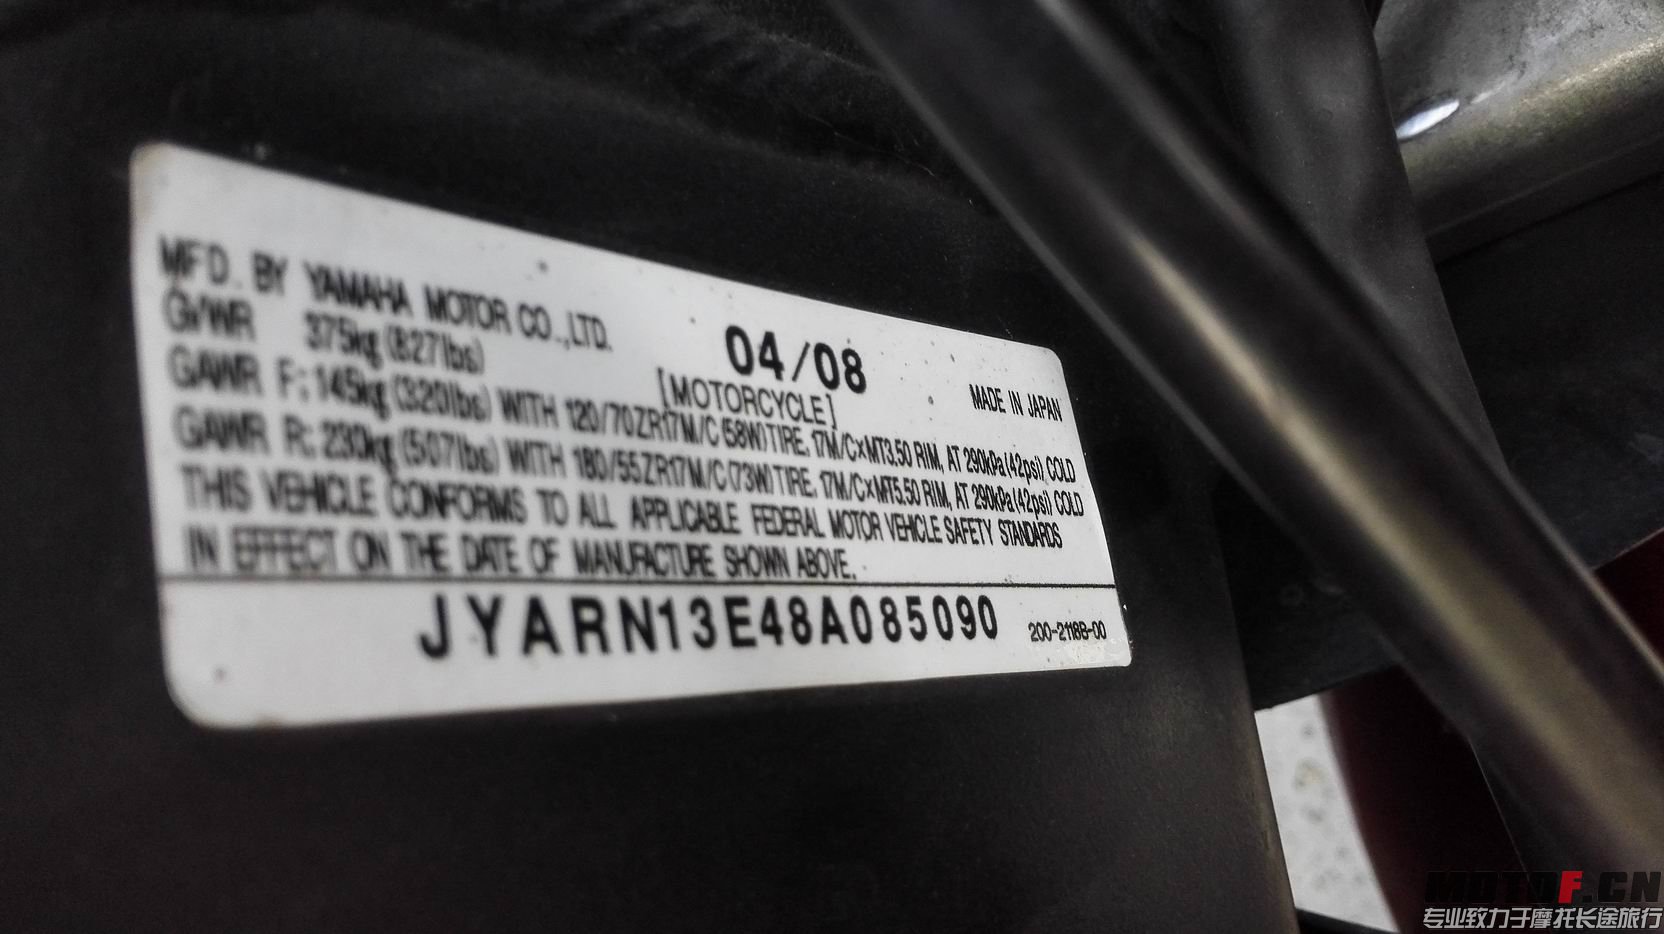 MFD. BY YAMAHA MOTOR CO.,LTD.
04/08
GVWR 375kg (827lbs)
[MOTORCYCLE]
MADE IN JAPAN
GAWR F: 145kg (320lbs) WITH 120/70ZR17M/C (58W) TIRE, 17M/CxMT3.50 RIM, AT 290kPa (42psi) COLD
GAWR R: 230kg (507lbs) WITH 180/55ZR17M/C (73W) TIRE, 17M/CxMT5.50 RIM, AT 290kPa (42psi) COLD
THIS VEHICLE CONFORMS TO ALL APPLICABLE FEDERAL MOTOR VEHICLE SAFETY STANDARDS
IN EFFECT ON THE DATE OF MANUFACTURE SHOWN ABOVE.
JYARN13E48A085090
200-2118B-00
MOTOF.CN
专业致力于摩托长途旅行